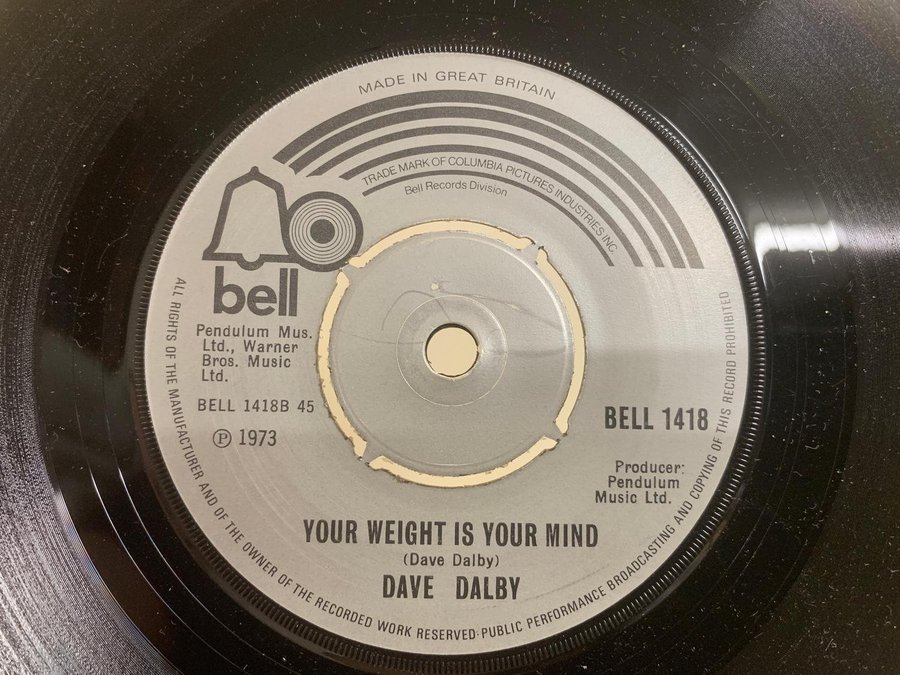 MADE IN GREAT BRITAIN
TRADE MARK OF COLUMBIA PICTURES INDUSTRIES INC
Bell Records Division
bell
Pendulum Mus.
Ltd., Warner
Bros. Music
Ltd.
BELL 1418B 45
Ⓟ 1973
BELL 1418
Producer:
Pendulum
Music Ltd.
YOUR WEIGHT IS YOUR MIND
(Dave Dalby)
DAVE DALBY
ALL RIGHTS OF THE MANUFACTURER AND OF THE OWNER OF THE RECORDED WORK RESERVED·PUBLIC PERFORMANCE BROADCASTING AND COPYING OF THIS RECORD PROHIBITED